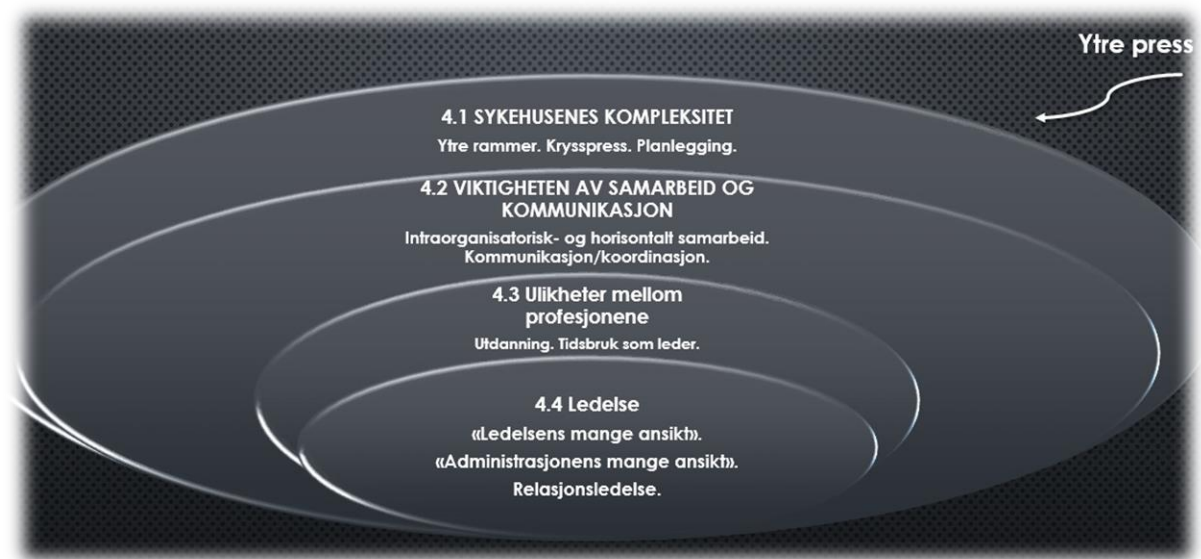 Ytre press
4.1 SYKEHUSENES KOMPLEKSITET
Ytre rammer. Krysspress. Planlegging.
4.2 VIKTIGHETEN AV SAMARBEID OG
KOMMUNIKASJON
Intraorganisatorisk- og horisontalt samarbeid.
Kommunikasjon/koordinasjon.
4.3 Ulikheter mellom
profesjonene
Utdanning. Tidsbruk som leder.
4.4 Ledelse
«Ledelsens mange ansikt».
«Administrasjonens mange ansikt».
Relasjonsledelse.